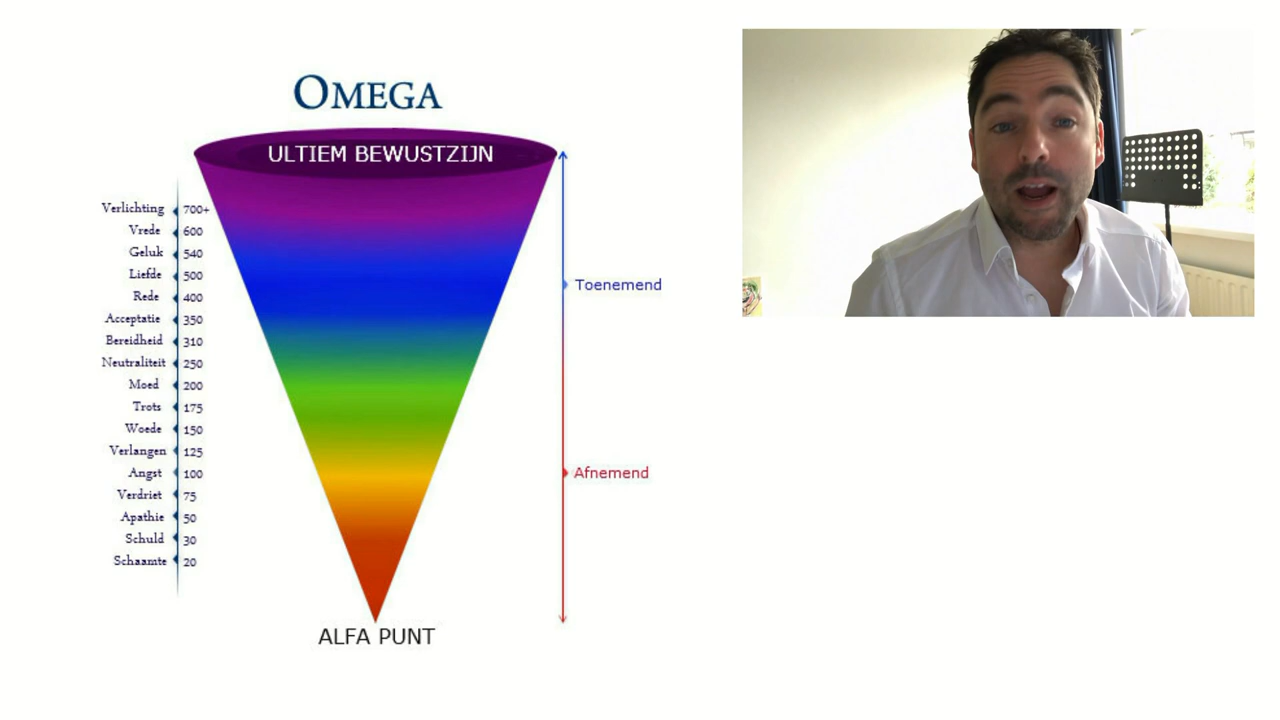 OMEGA
ULTIEM BEWUSTZIJN
Verlichting 700+
Vrede 600
Geluk 540
Liefde 500
Rede 400
Acceptatie 350
Bereidheid 310
Neutraliteit 250
Moed 200
Trots 175
Woede 150
Verlangen 125
Angst 100
Verdriet 75
Apathie 50
Schuld 30
Schaamte 20
Toenemend
Afnemend
ALFA PUNT